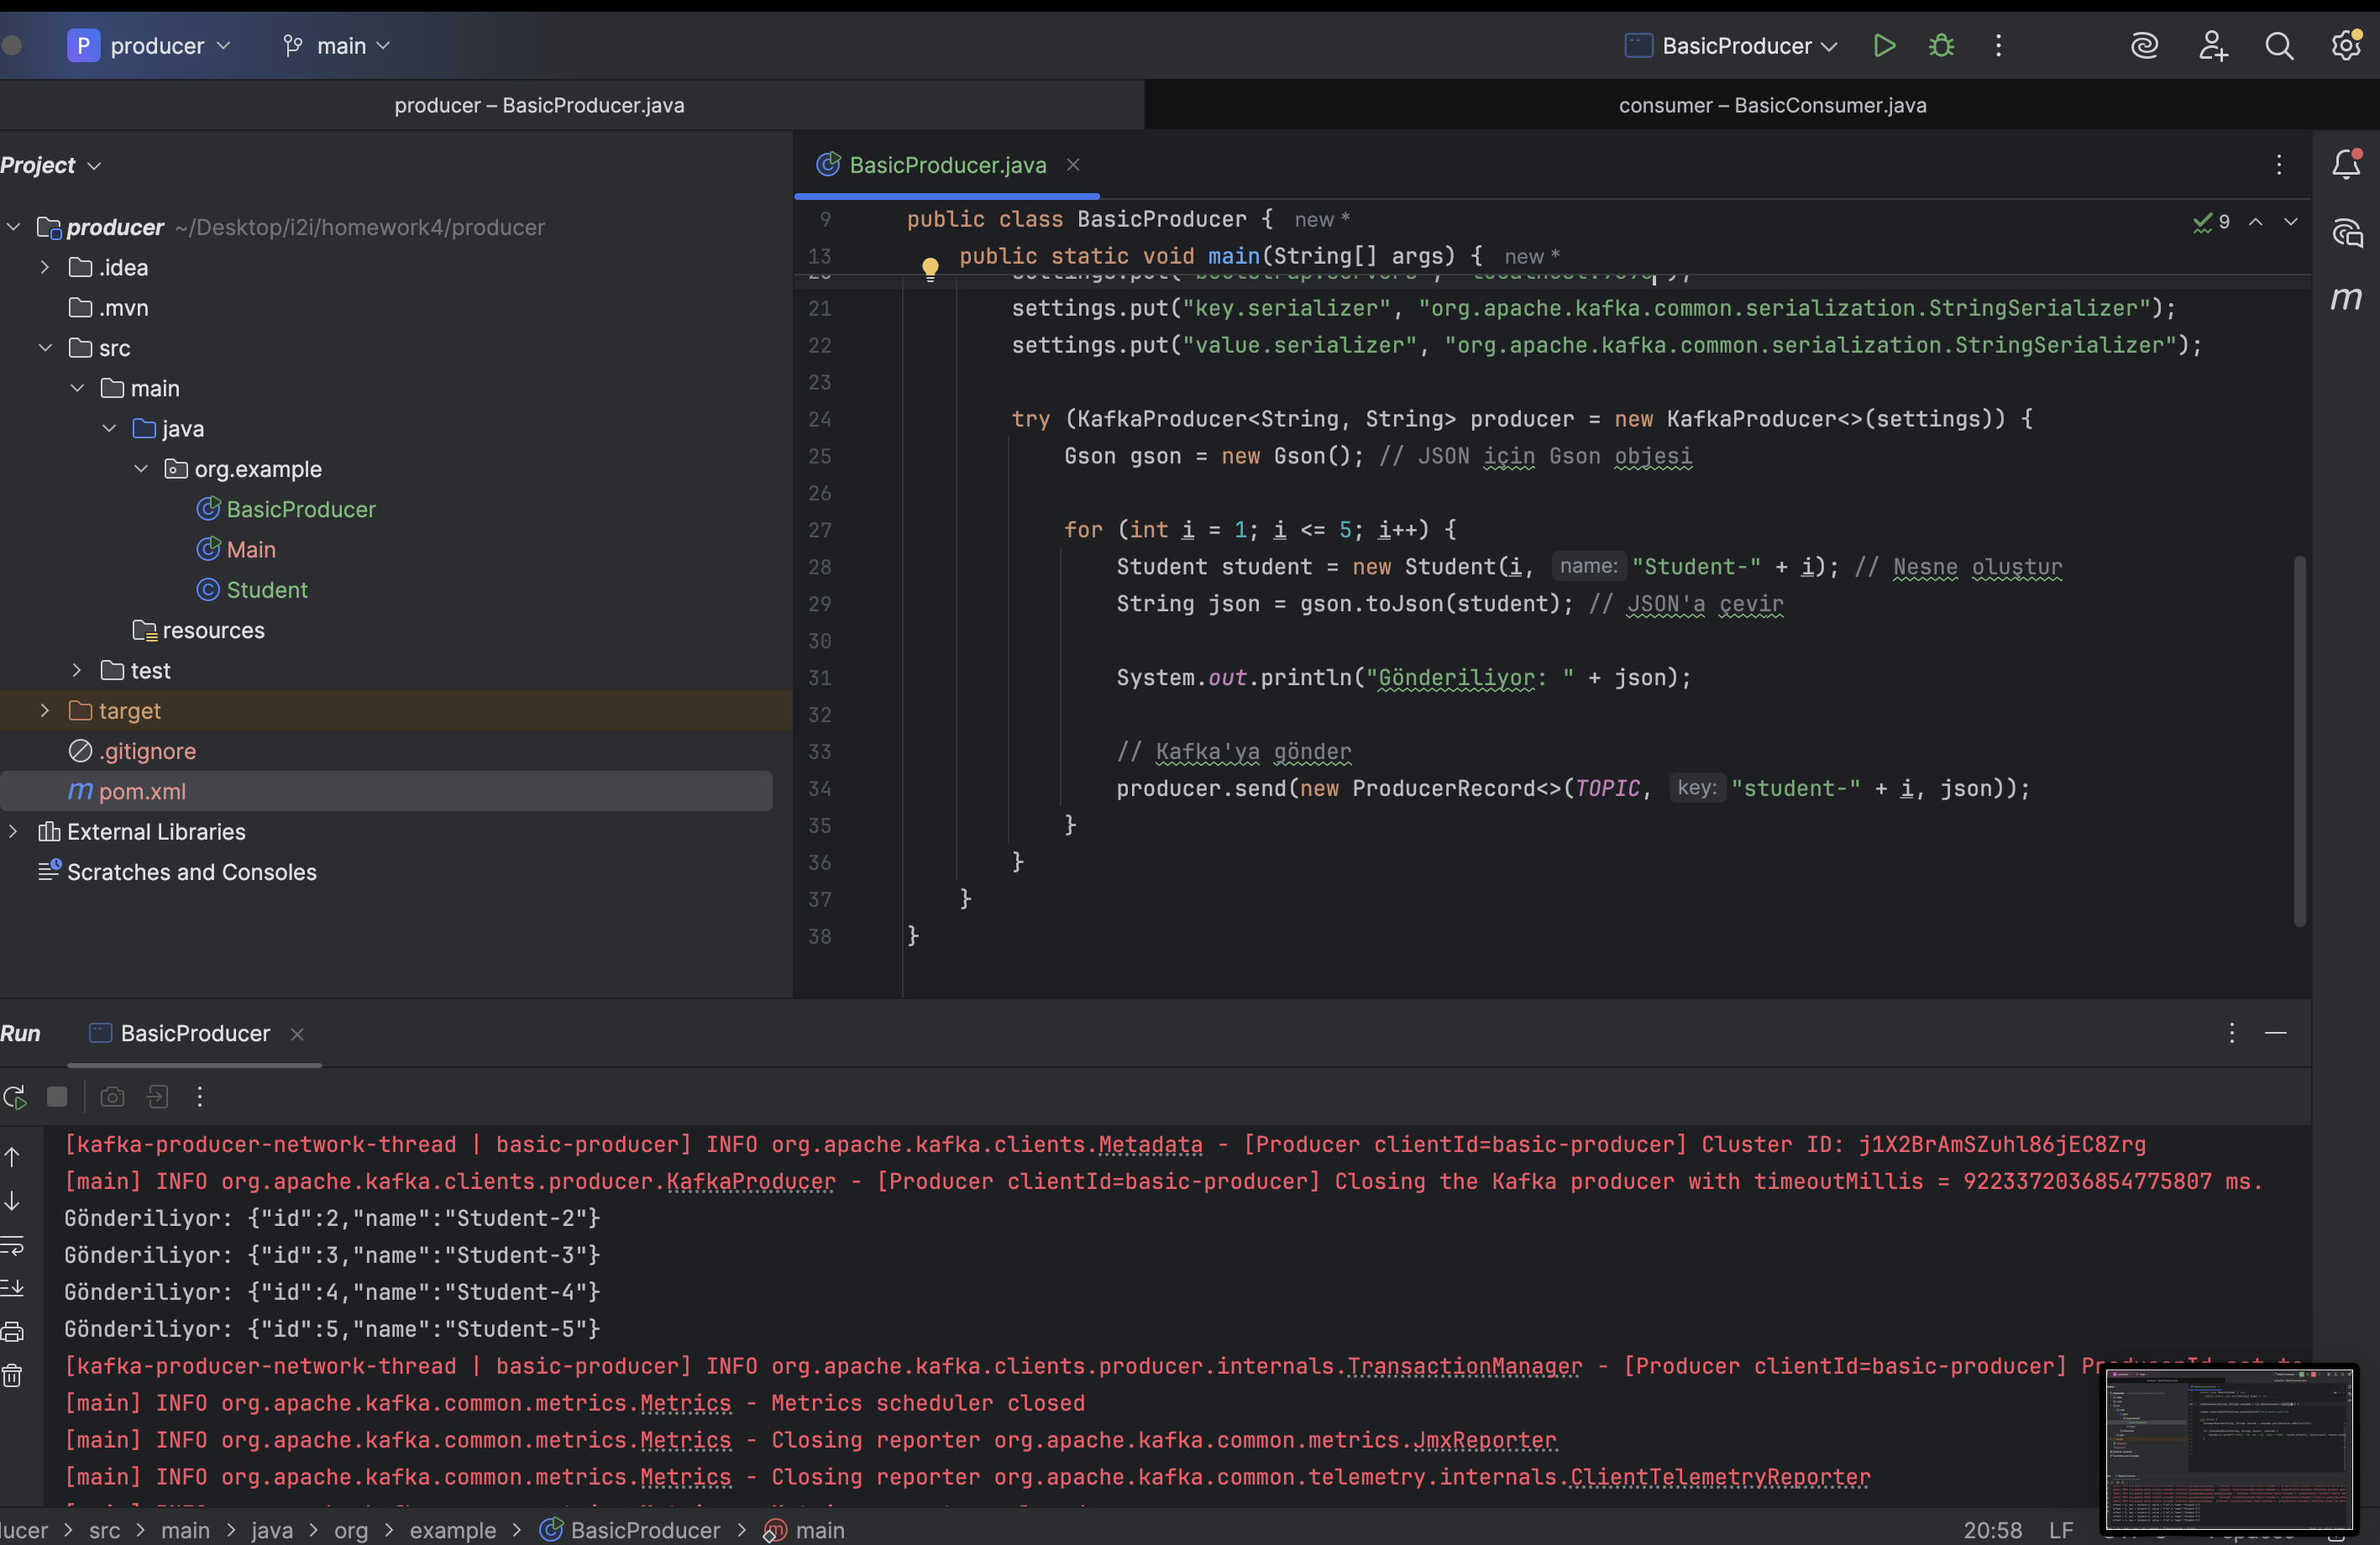 P producer main BasicProducer
producer – BasicProducer.java consumer – BasicConsumer.java
Project
producer ~/Desktop/i2i/homework4/producer
.idea
.mvn
src
main
java
org.example
BasicProducer
Main
Student
resources
test
target
.gitignore
pom.xml
External Libraries
Scratches and Consoles
BasicProducer.java
9 public class BasicProducer { new *
13 public static void main(String[] args) { new *
9
21 settings.put("key.serializer", "org.apache.kafka.common.serialization.StringSerializer");
22 settings.put("value.serializer", "org.apache.kafka.common.serialization.StringSerializer");
23
24 try (KafkaProducer<String, String> producer = new KafkaProducer<>(settings)) {
25 Gson gson = new Gson(); // JSON için Gson objesi
26
27 for (int i = 1; i <= 5; i++) {
28 Student student = new Student(i, name: "Student-" + i); // Nesne oluştur
29 String json = gson.toJson(student); // JSON'a çevir
30
31 System.out.println("Gönderiliyor: " + json);
32
33 // Kafka'ya gönder
34 producer.send(new ProducerRecord<>(TOPIC, key: "student-" + i, json));
35 }
36 }
37 }
38 }
Run BasicProducer
[kafka-producer-network-thread | basic-producer] INFO org.apache.kafka.clients.Metadata - [Producer clientId=basic-producer] Cluster ID: j1X2BrAmSZuhl86jEC8Zrg
[main] INFO org.apache.kafka.clients.producer.KafkaProducer - [Producer clientId=basic-producer] Closing the Kafka producer with timeoutMillis = 9223372036854775807 ms.
Gönderiliyor: {"id":2,"name":"Student-2"}
Gönderiliyor: {"id":3,"name":"Student-3"}
Gönderiliyor: {"id":4,"name":"Student-4"}
Gönderiliyor: {"id":5,"name":"Student-5"}
[kafka-producer-network-thread | basic-producer] INFO org.apache.kafka.clients.producer.internals.TransactionManager - [Producer clientId=basic-producer]
[main] INFO org.apache.kafka.common.metrics.Metrics - Metrics scheduler closed
[main] INFO org.apache.kafka.common.metrics.Metrics - Closing reporter org.apache.kafka.common.metrics.JmxReporter
[main] INFO org.apache.kafka.common.metrics.Metrics - Closing reporter org.apache.kafka.common.telemetry.internals.ClientTelemetryReporter
ucer > src > main > java > org > example > BasicProducer > main 20:58 LF